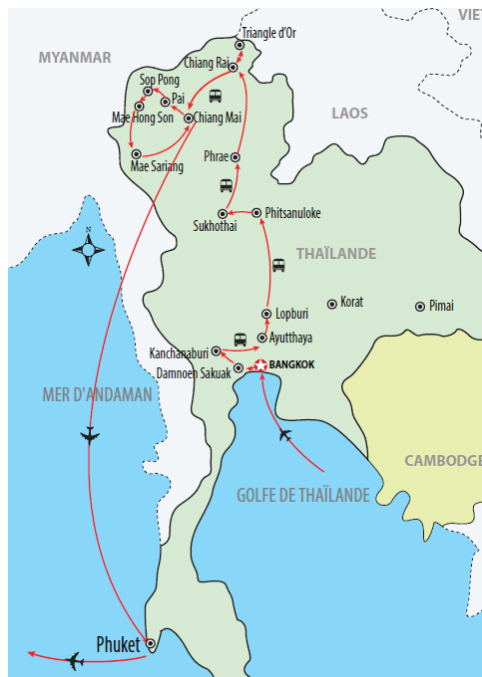 VIE
Triangle d'Or
MYANMAR
Chiang Rai
Sop Pong
Pai
Mae Hong Son
Chiang Mai
LAOS
Mae Sariang
Phrae
N
Sukhothai
Phitsanuloke
THAÏLANDE
Korat
Pimai
Lopburi
Ayutthaya
Kanchanaburi
BANGKOK
Damnoen Sakuak
MER D'ANDAMAN
CAMBODGE
GOLFE DE THAÏLANDE
Phuket